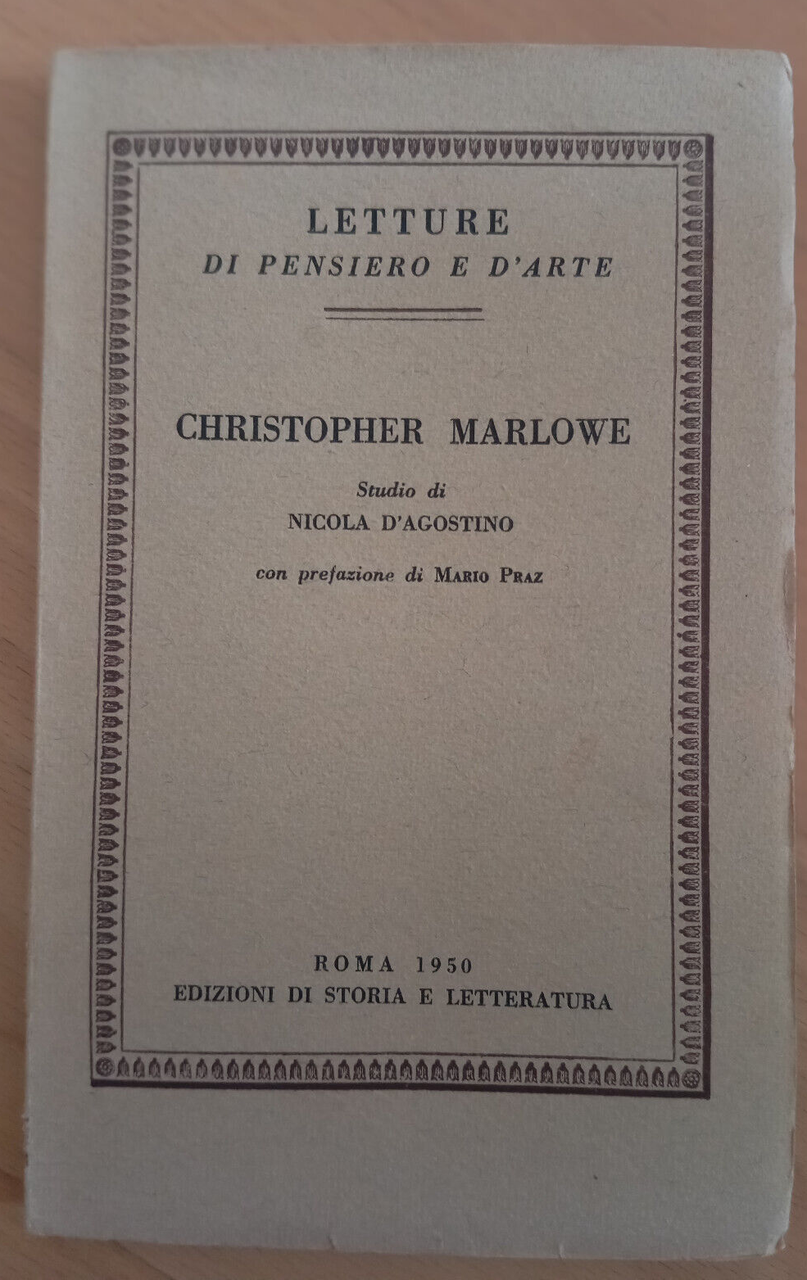 LETTURE
DI PENSIERO E D'ARTE
CHRISTOPHER MARLOWE
Studio di
NICOLA D'AGOSTINO
con prefazione di MARIO PRAZ
ROMA 1950
EDIZIONI DI STORIA E LETTERATURA